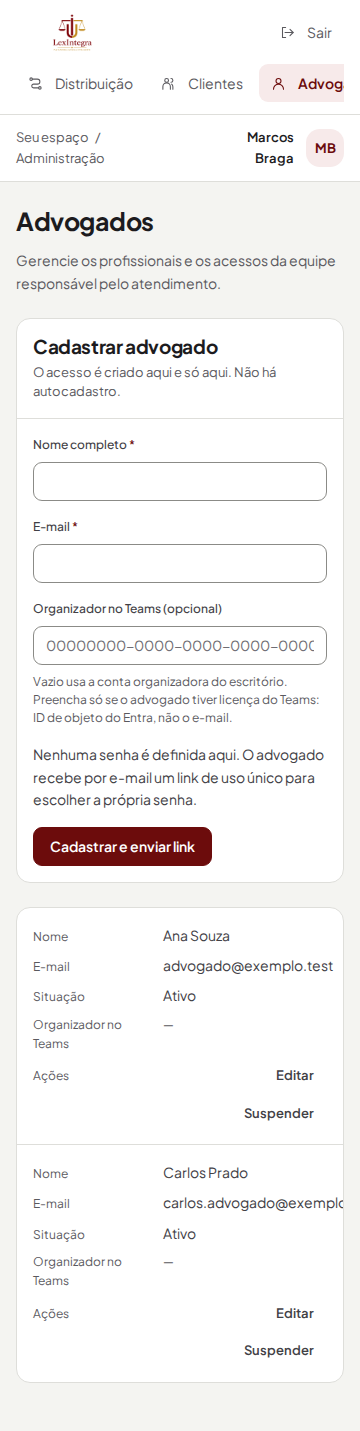 LexIntegra
Sair
Distribuição Clientes Advog
Seu espaço /
Administração
Marcos
Braga
MB
Advogados
Gerencie os profissionais e os acessos da equipe
responsável pelo atendimento.
Cadastrar advogado
O acesso é criado aqui e só aqui. Não há
autocadastro.
Nome completo *
E-mail *
Organizador no Teams (opcional)
00000000-0000-0000-0000-0000
Vazio usa a conta organizadora do escritório.
Preencha só se o advogado tiver licença do Teams:
ID de objeto do Entra, não o e-mail.
Nenhuma senha é definida aqui. O advogado
recebe por e-mail um link de uso único para
escolher a própria senha.
Cadastrar e enviar link
Nome Ana Souza
E-mail advogado@exemplo.test
Situação Ativo
Organizador no
Teams
—
Ações Editar
Suspender
Nome Carlos Prado
E-mail carlos.advogado@exemplo
Situação Ativo
Organizador no
Teams
—
Ações Editar
Suspender